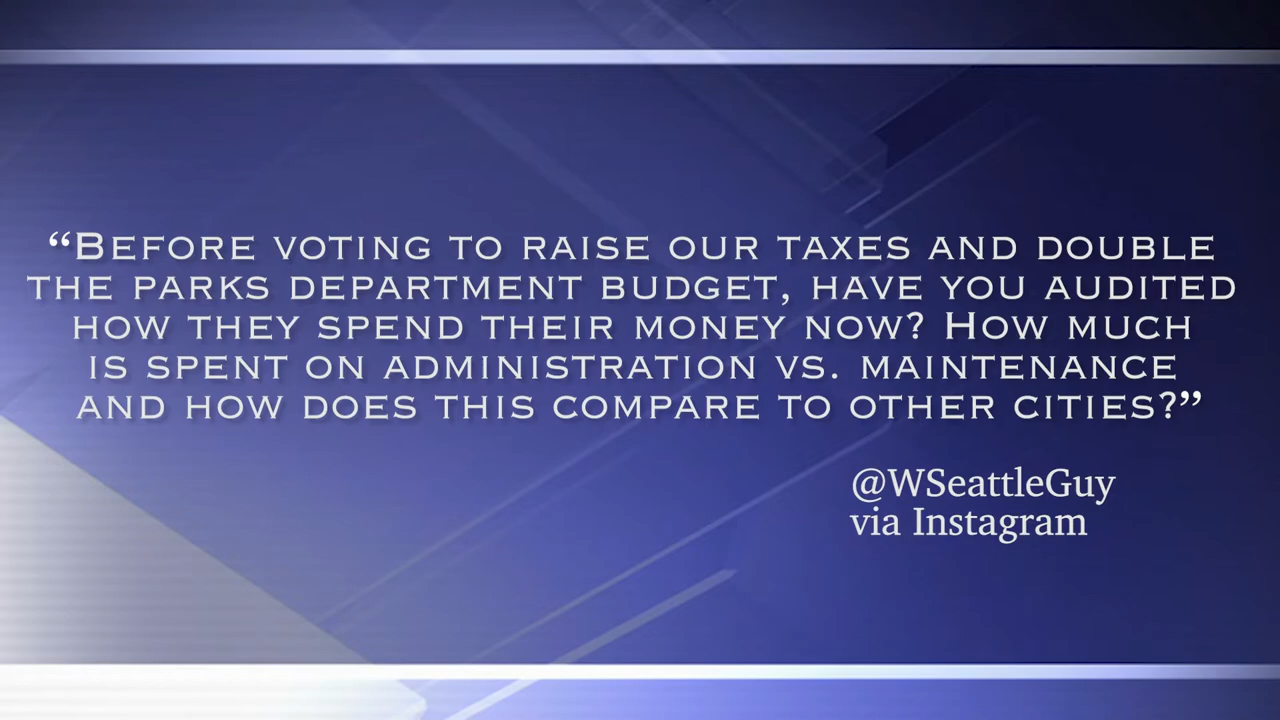 “Before voting to raise our taxes and double
the parks department budget, have you audited
how they spend their money now? How much
is spent on administration vs. maintenance
and how does this compare to other cities?”
@WSeattleGuy
via Instagram